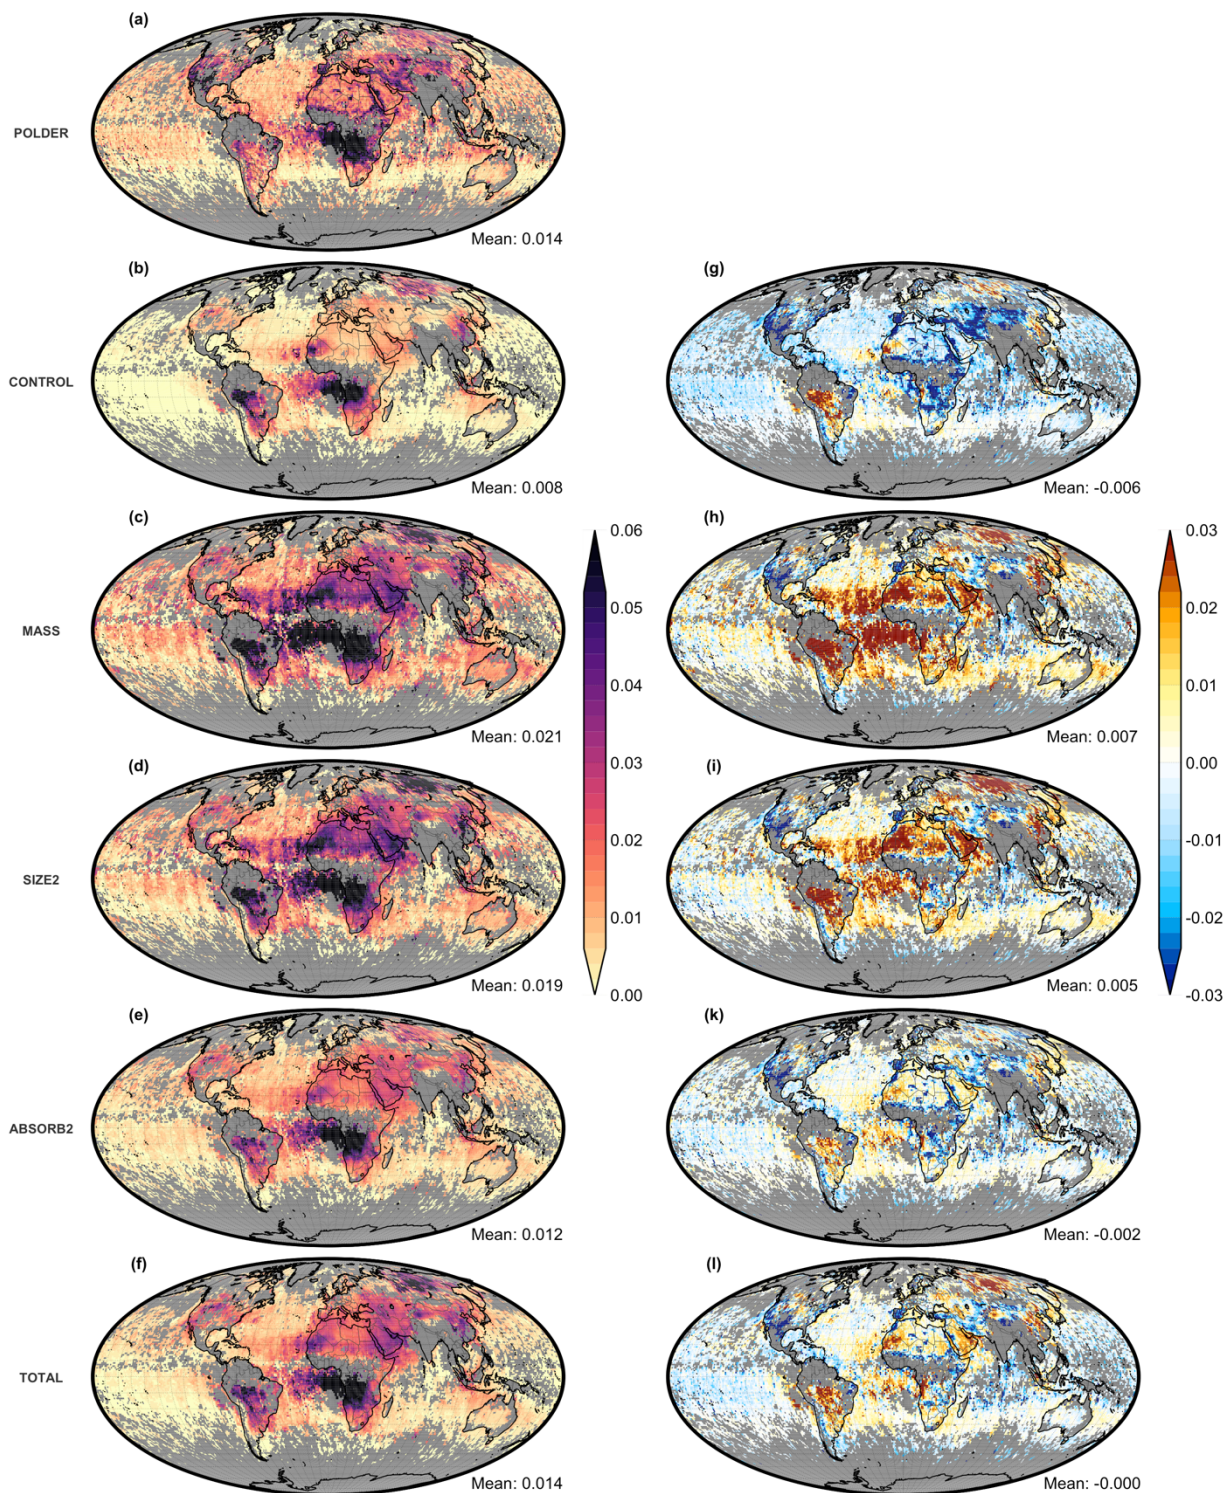 (a)
POLDER
Mean: 0.014
(b)
(g)
CONTROL
Mean: 0.008
Mean: -0.006
(c)
(h)
MASS
Mean: 0.021
Mean: 0.007
0.06
0.05
0.04
0.03
0.02
0.01
0.00
0.03
0.02
0.01
0.00
-0.01
-0.02
-0.03
(d)
(i)
SIZE2
Mean: 0.019
Mean: 0.005
(e)
(k)
ABSORB2
Mean: 0.012
Mean: -0.002
(f)
(l)
TOTAL
Mean: 0.014
Mean: -0.000